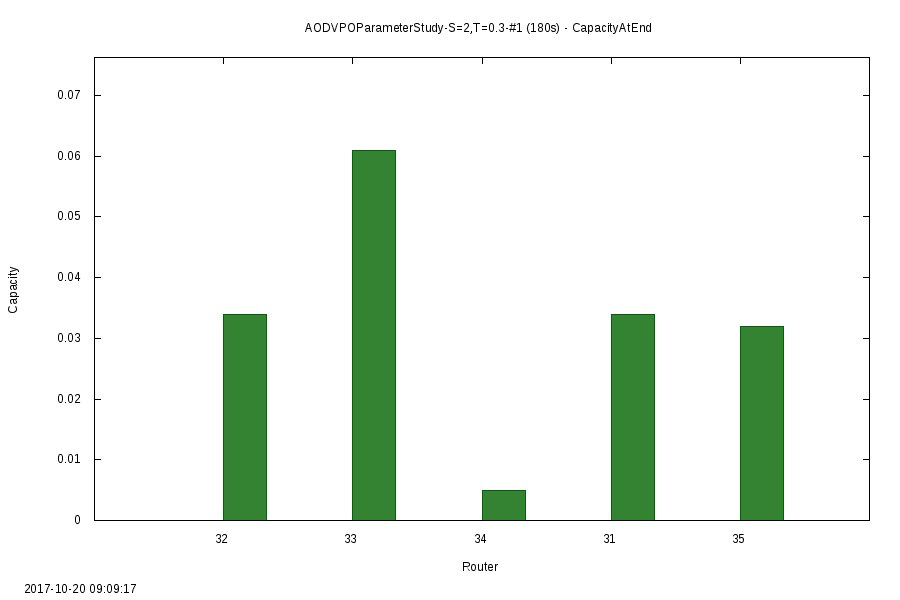 AODVPOParameterStudy-S=2,T=0.3-#1 (180s) - CapacityAtEnd
0.07
0.06
0.05
0.04
0.03
0.02
0.01
0
Capacity
32 33 34 31 35
Router
2017-10-20 09:09:17